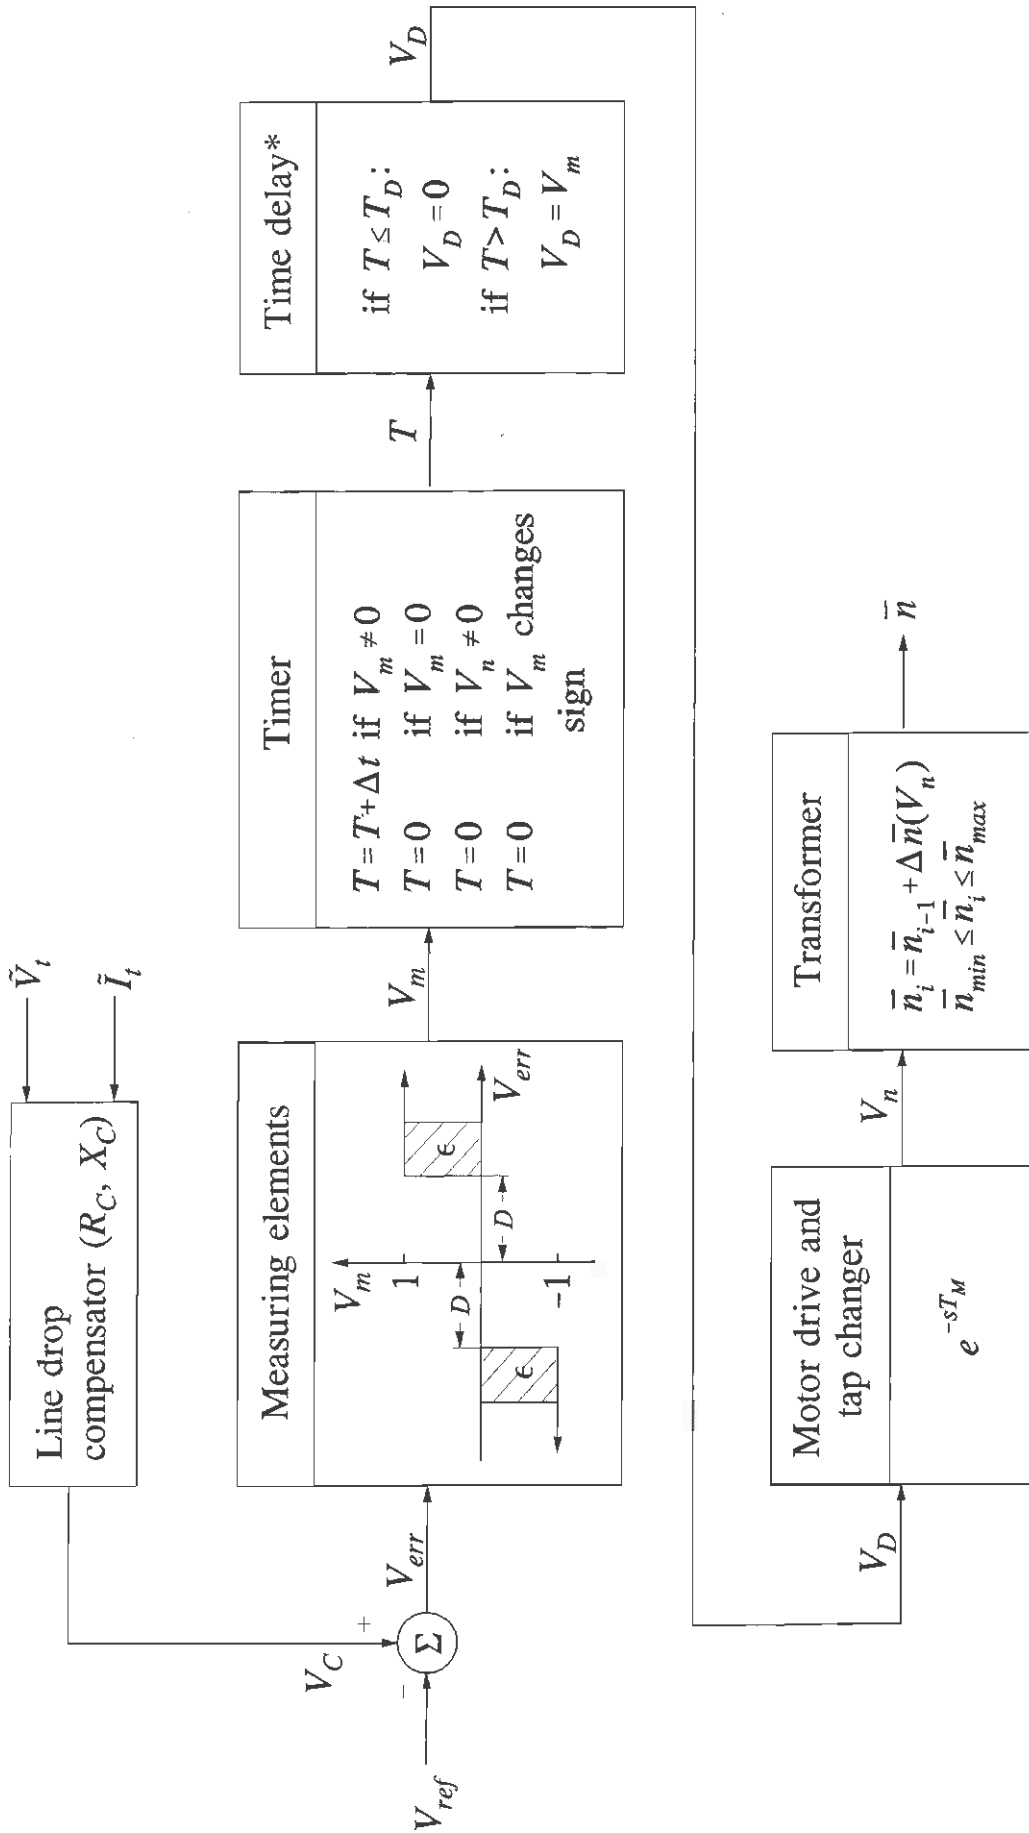 Line drop
compensator (R_C, X_C)
Ṽ_t
Ĩ_t
V_C
+
−
V_ref
Σ
V_err
Measuring elements
V_m
1
-1
D
D
ϵ
ϵ
V_err
V_m
Timer
T=T+Δt if V_m≠0
T=0 if V_m=0
T=0 if V_n≠0
T=0 if V_m changes
sign
T
Time delay*
if T≤T_D:
V_D=0
if T>T_D:
V_D=V_m
V_D
V_D
Motor drive and
tap changer
e^{-sT_M}
V_n
Transformer
n̄_i=n̄_{i-1}+Δn̄(V_n)
n̄_min≤n̄_i≤n̄_max
n̄